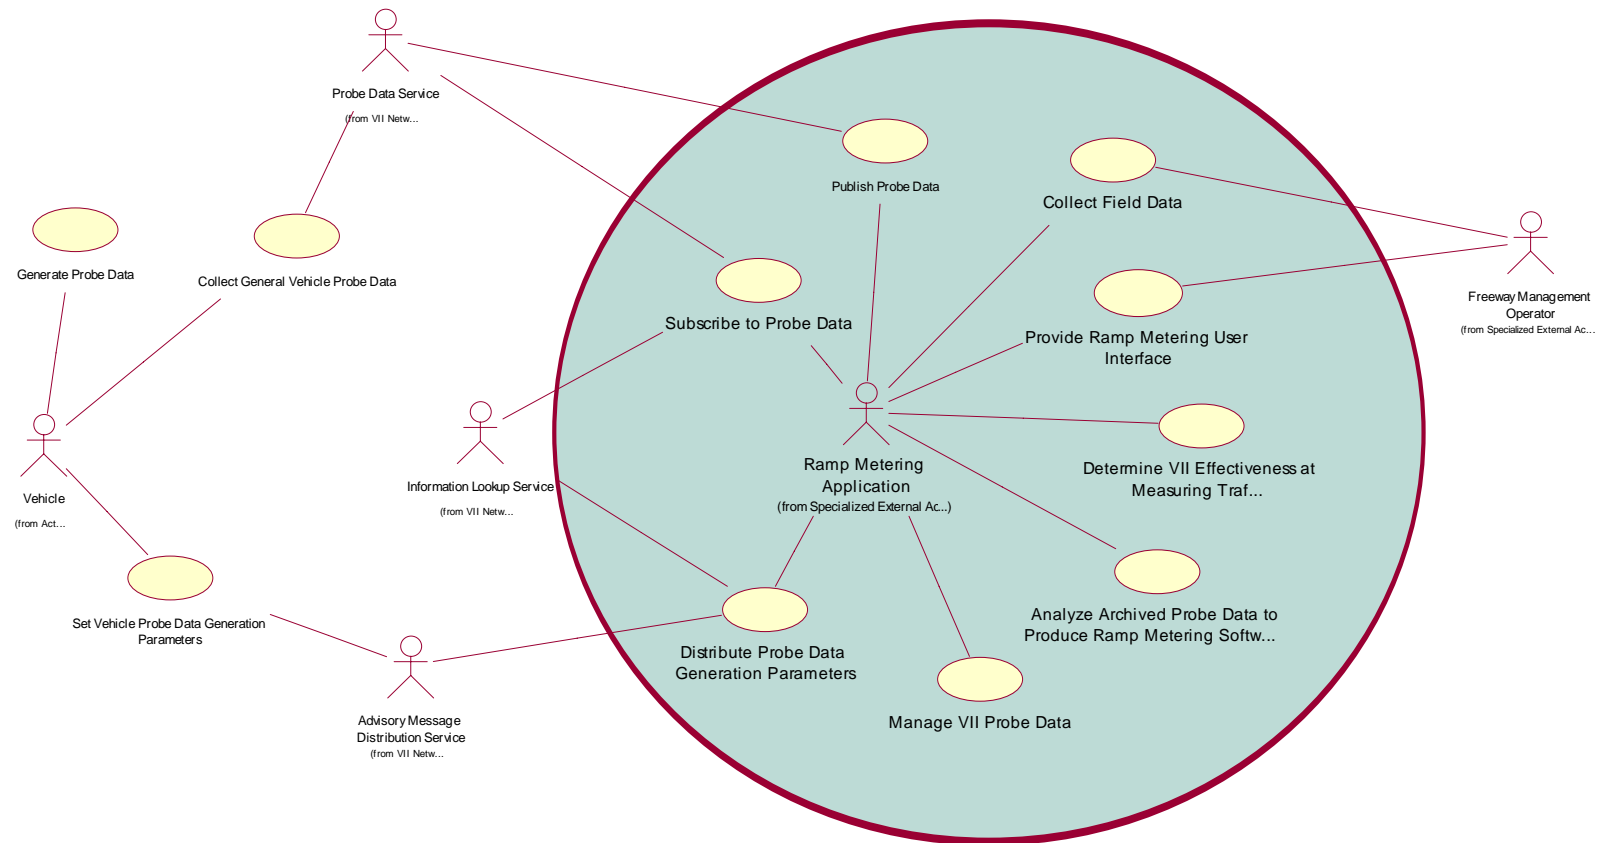 Probe Data Service
(from VII Netw...
Publish Probe Data
Collect Field Data
Generate Probe Data
Collect General Vehicle Probe Data
Subscribe to Probe Data
Provide Ramp Metering User
Interface
Freeway Management
Operator
(from Specialized External Ac...
Vehicle
(from Act...
Information Lookup Service
(from VII Netw...
Ramp Metering
Application
(from Specialized External Ac...)
Determine VII Effectiveness at
Measuring Traf...
Set Vehicle Probe Data Generation
Parameters
Analyze Archived Probe Data to
Produce Ramp Metering Softw...
Distribute Probe Data
Generation Parameters
Manage VII Probe Data
Advisory Message
Distribution Service
(from VII Netw...